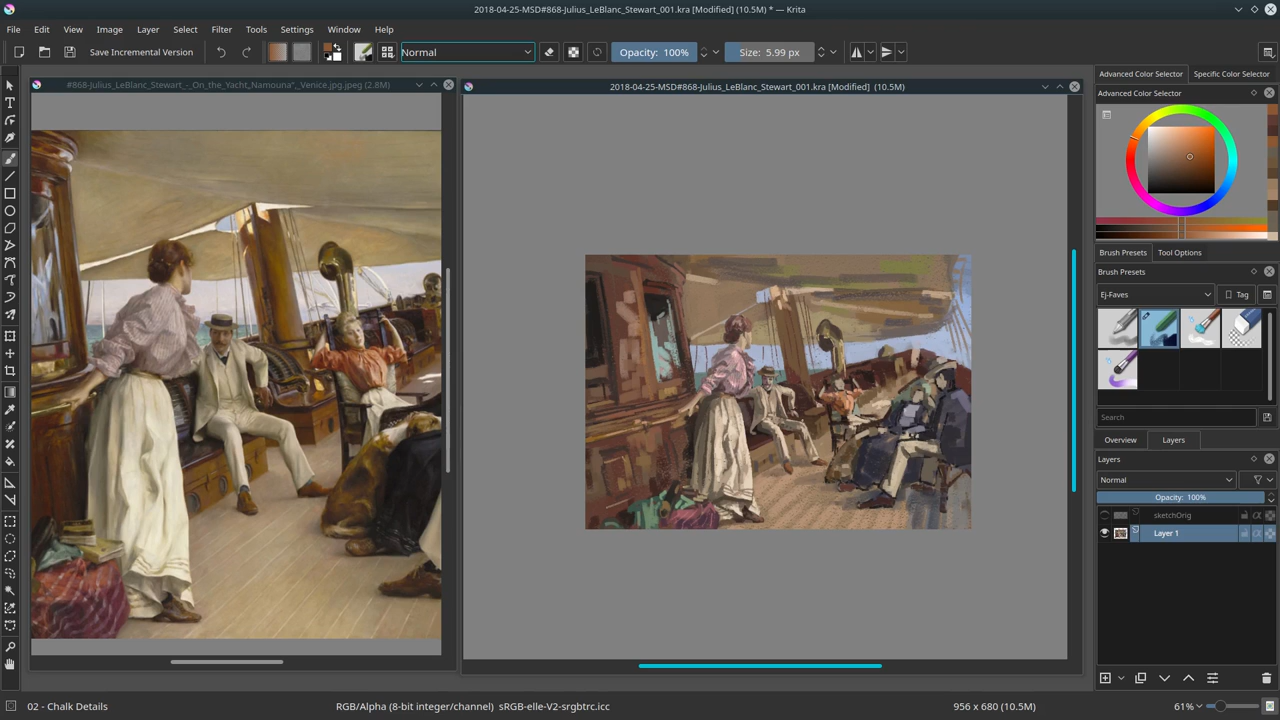 2018-04-25-MSD#868-Julius_LeBlanc_Stewart_001.kra [Modified] (10.5M) * — Krita
File Edit View Image Layer Select Filter Tools Settings Window Help
Save Incremental Version
Normal
Opacity: 100%
Size: 5.99 px
#868-Julius_LeBlanc_Stewart_-_On_the_Yacht_Namouna",_Venice.jpg.jpeg (2.8M)
2018-04-25-MSD#868-Julius_LeBlanc_Stewart_001.kra [Modified] (10.5M)
Advanced Color Selector Specific Color Selector
Advanced Color Selector
Brush Presets Tool Options
Brush Presets
Ej-Faves
Tag
Search
Overview Layers
Layers
Normal
Opacity: 100%
sketchOrig
Layer 1
02 - Chalk Details
RGB/Alpha (8-bit integer/channel) sRGB-elle-V2-srgbtrc.icc
956 x 680 (10.5M)
61%